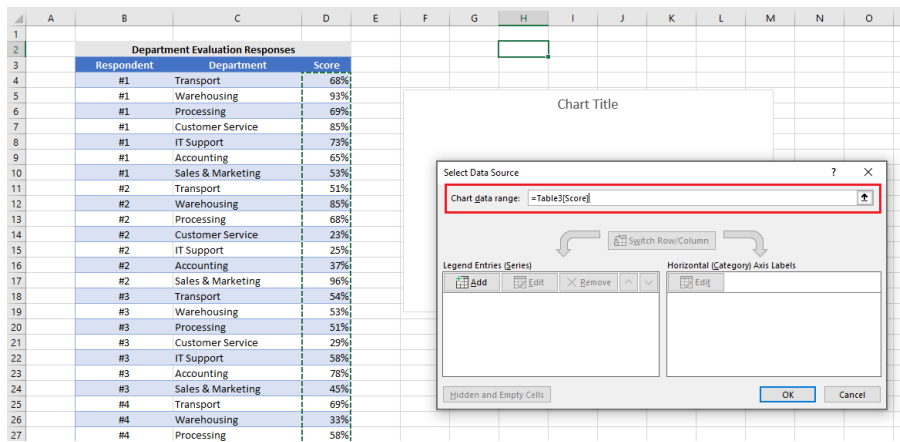 A B C D E F G H I J K L M N O
1
2 Department Evaluation Responses
3 Respondent Department Score
4 #1 Transport 68%
5 #1 Warehousing 93%
6 #1 Processing 69%
7 #1 Customer Service 85%
8 #1 IT Support 73%
9 #1 Accounting 65%
10 #1 Sales & Marketing 53%
11 #2 Transport 51%
12 #2 Warehousing 85%
13 #2 Processing 68%
14 #2 Customer Service 23%
15 #2 IT Support 25%
16 #2 Accounting 37%
17 #2 Sales & Marketing 96%
18 #3 Transport 54%
19 #3 Warehousing 53%
20 #3 Processing 51%
21 #3 Customer Service 29%
22 #3 IT Support 58%
23 #3 Accounting 78%
24 #3 Sales & Marketing 45%
25 #4 Transport 69%
26 #4 Warehousing 33%
27 #4 Processing 58%
Chart Title
Select Data Source ? ×
Chart data range: =Table3[Score]
Switch Row/Column
Legend Entries (Series) Horizontal (Category) Axis Labels
Add Edit Remove Edit
Hidden and Empty Cells OK Cancel